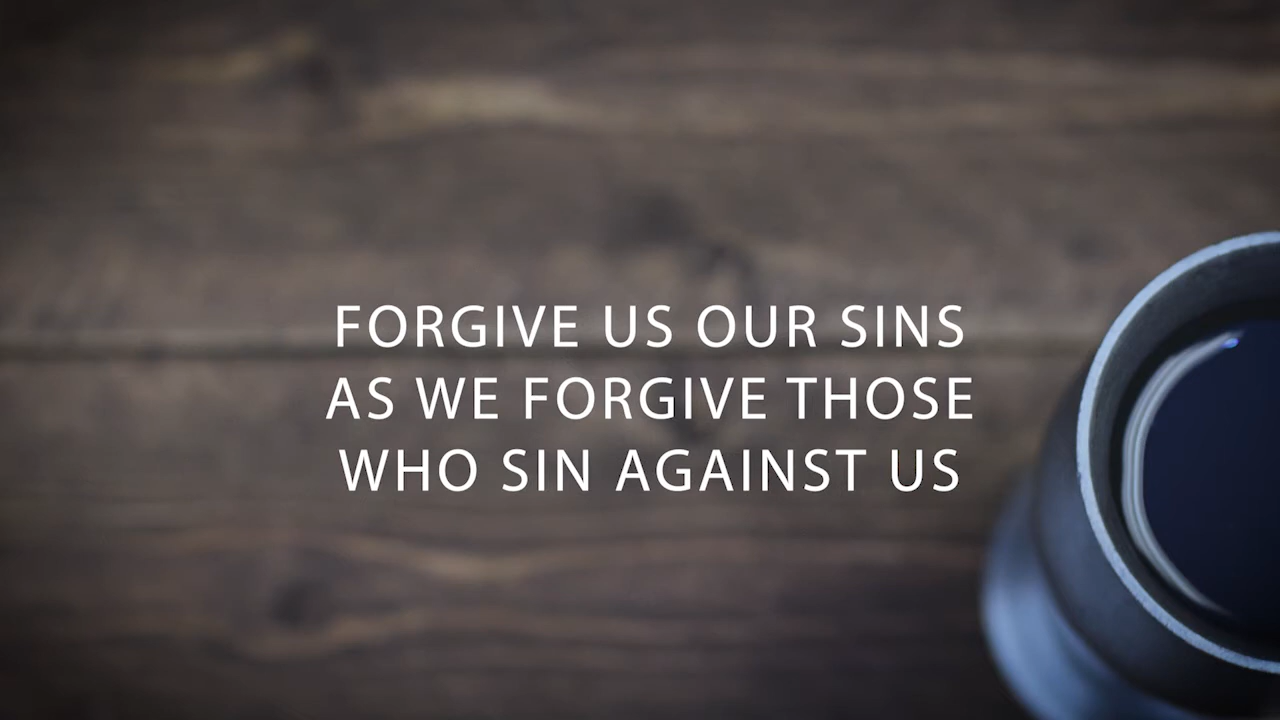 FORGIVE US OUR SINS
AS WE FORGIVE THOSE
WHO SIN AGAINST US